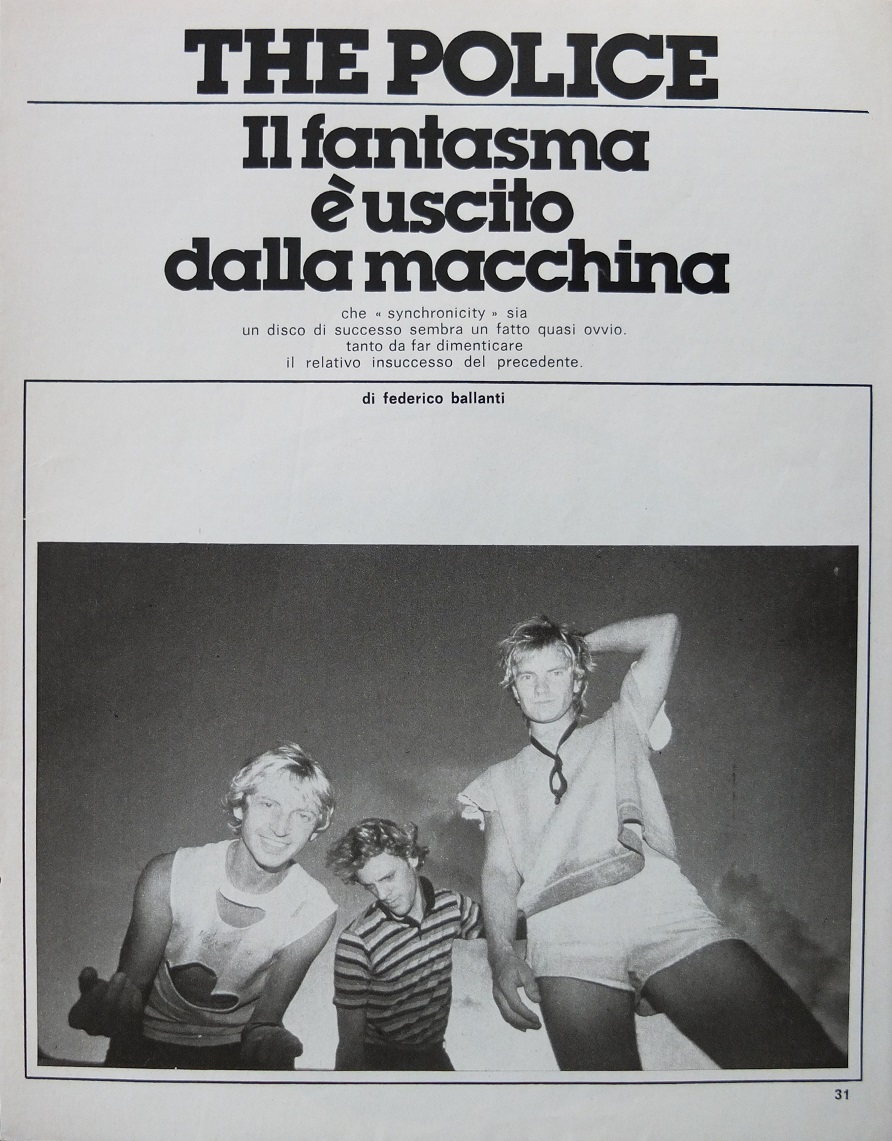 THE POLICE
Il fantasma
è uscito
dalla macchina
che « synchronicity » sia
un disco di successo sembra un fatto quasi ovvio.
tanto da far dimenticare
il relativo insuccesso del precedente.
di federico ballanti
31